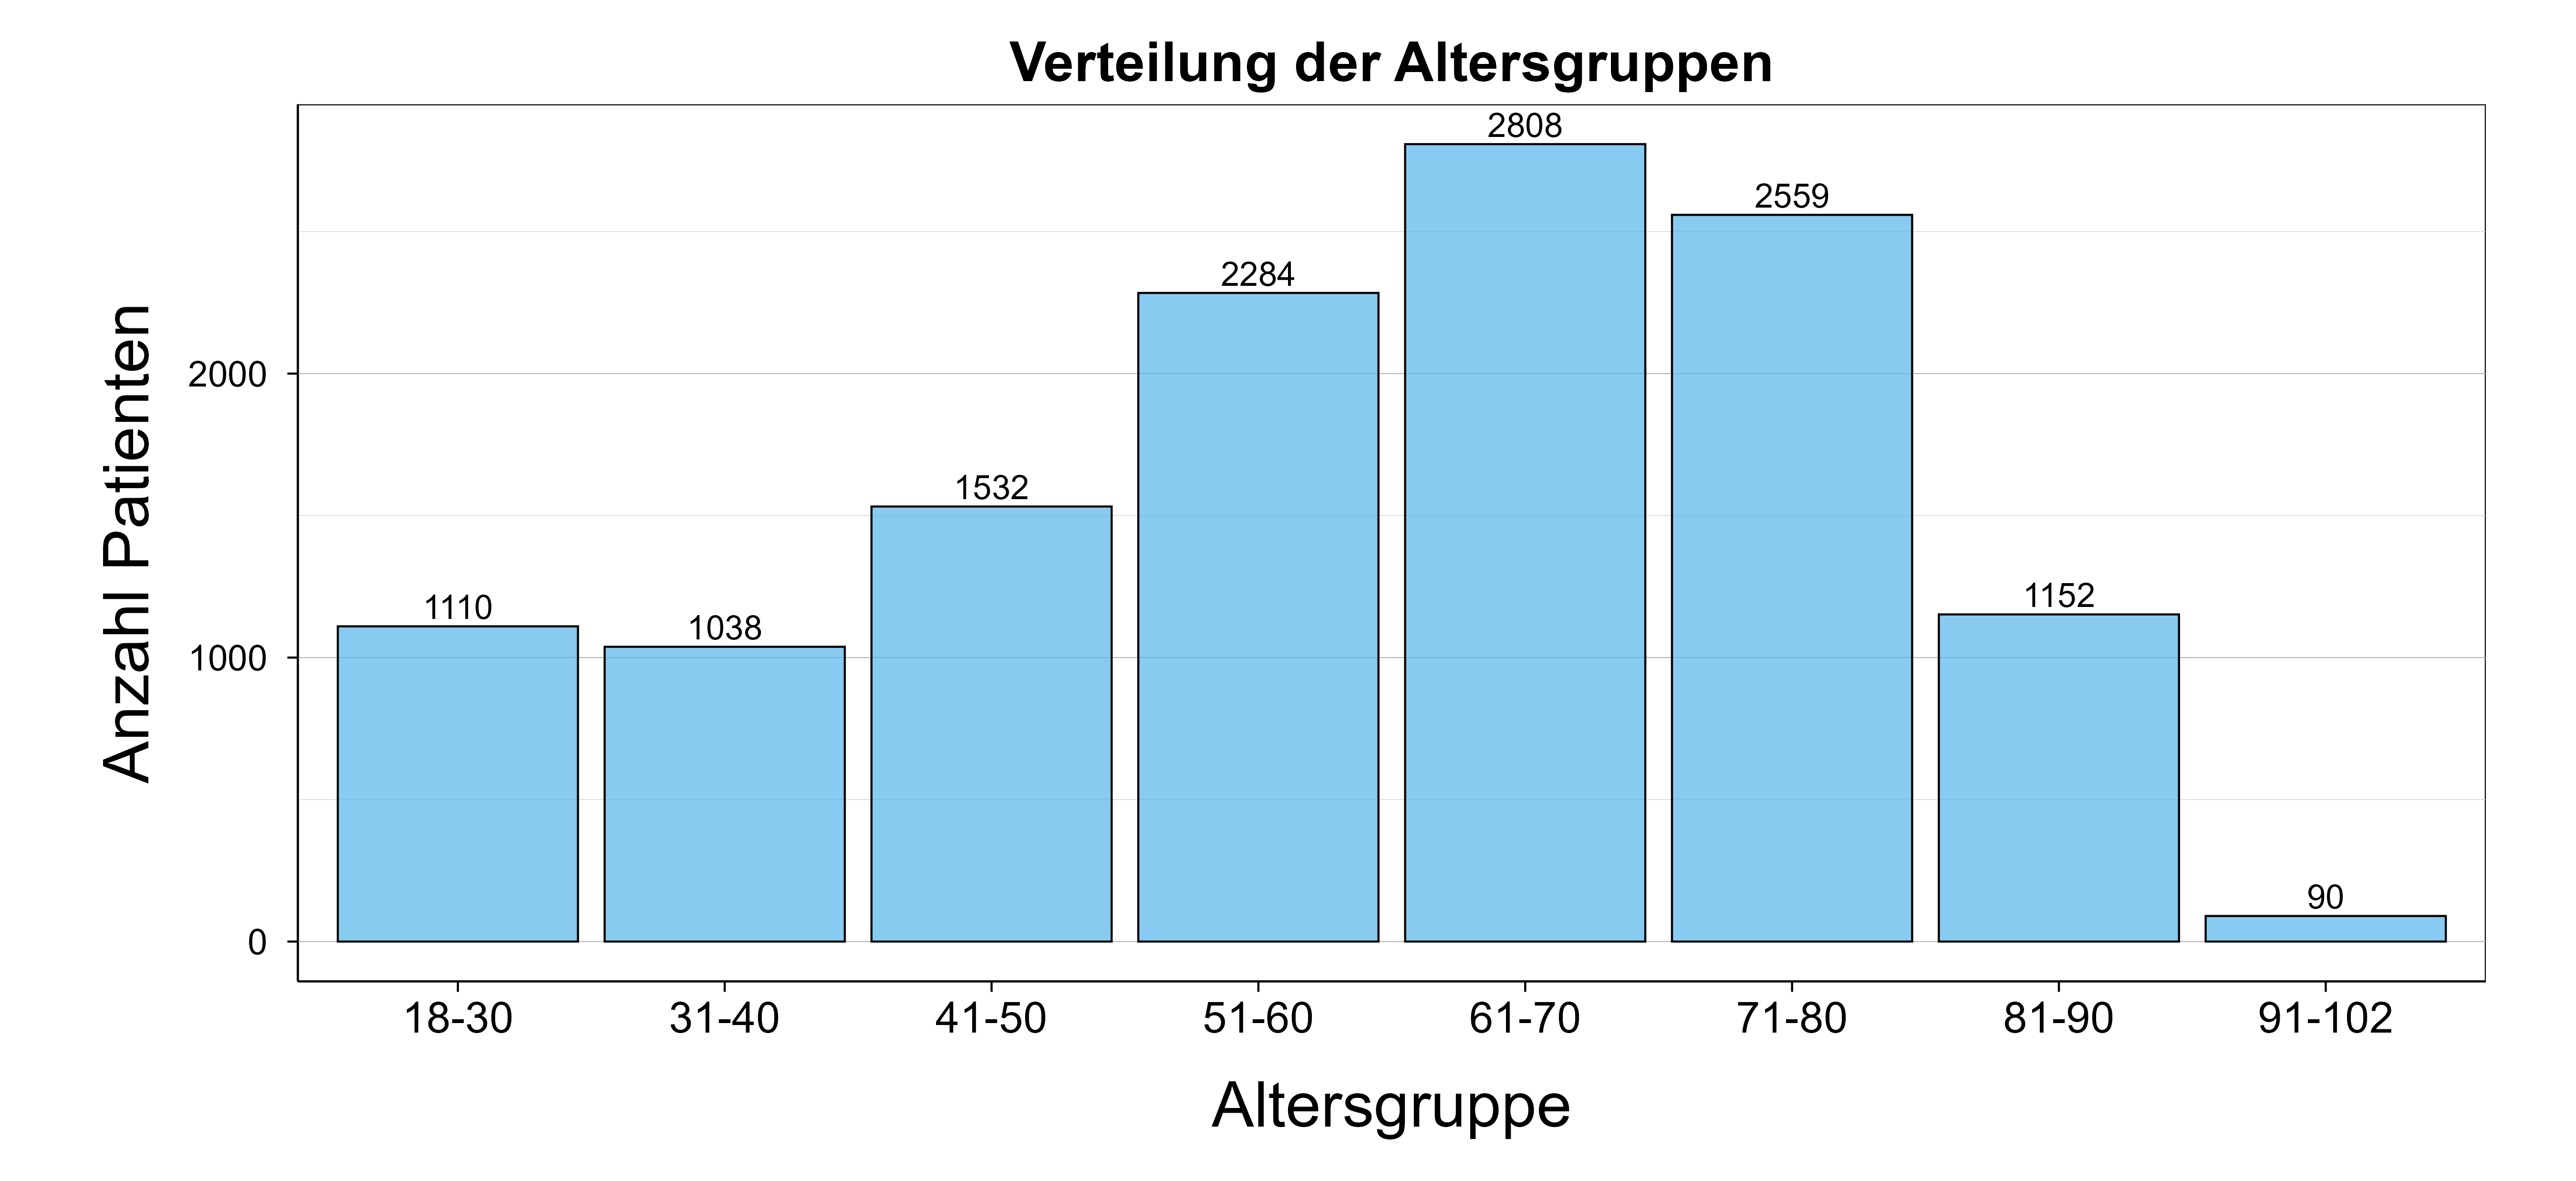 Verteilung der Altersgruppen
2808
2559
2284
2000
1532
1152
1110
1038
1000
90
0
18-30 31-40 41-50 51-60 61-70 71-80 81-90 91-102
Altersgruppe
Anzahl Patienten